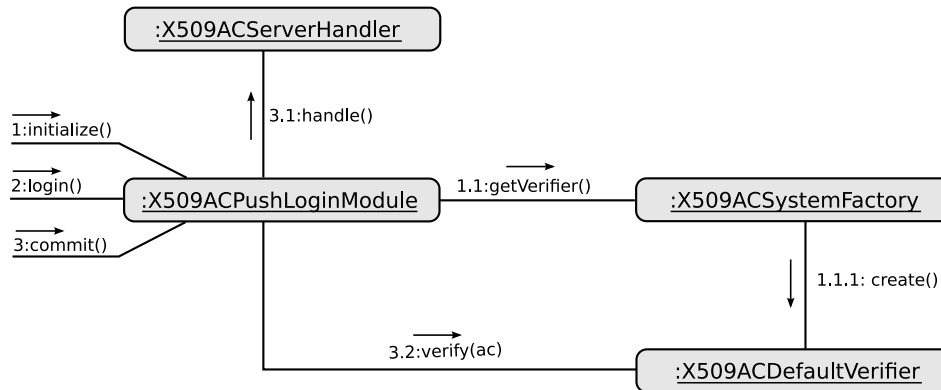 :X509ACServerHandler
3.1:handle()
1:initialize()
2:login()
3:commit()
:X509ACPushLoginModule
1.1:getVerifier()
:X509ACSystemFactory
1.1.1: create()
3.2:verify(ac)
:X509ACDefaultVerifier